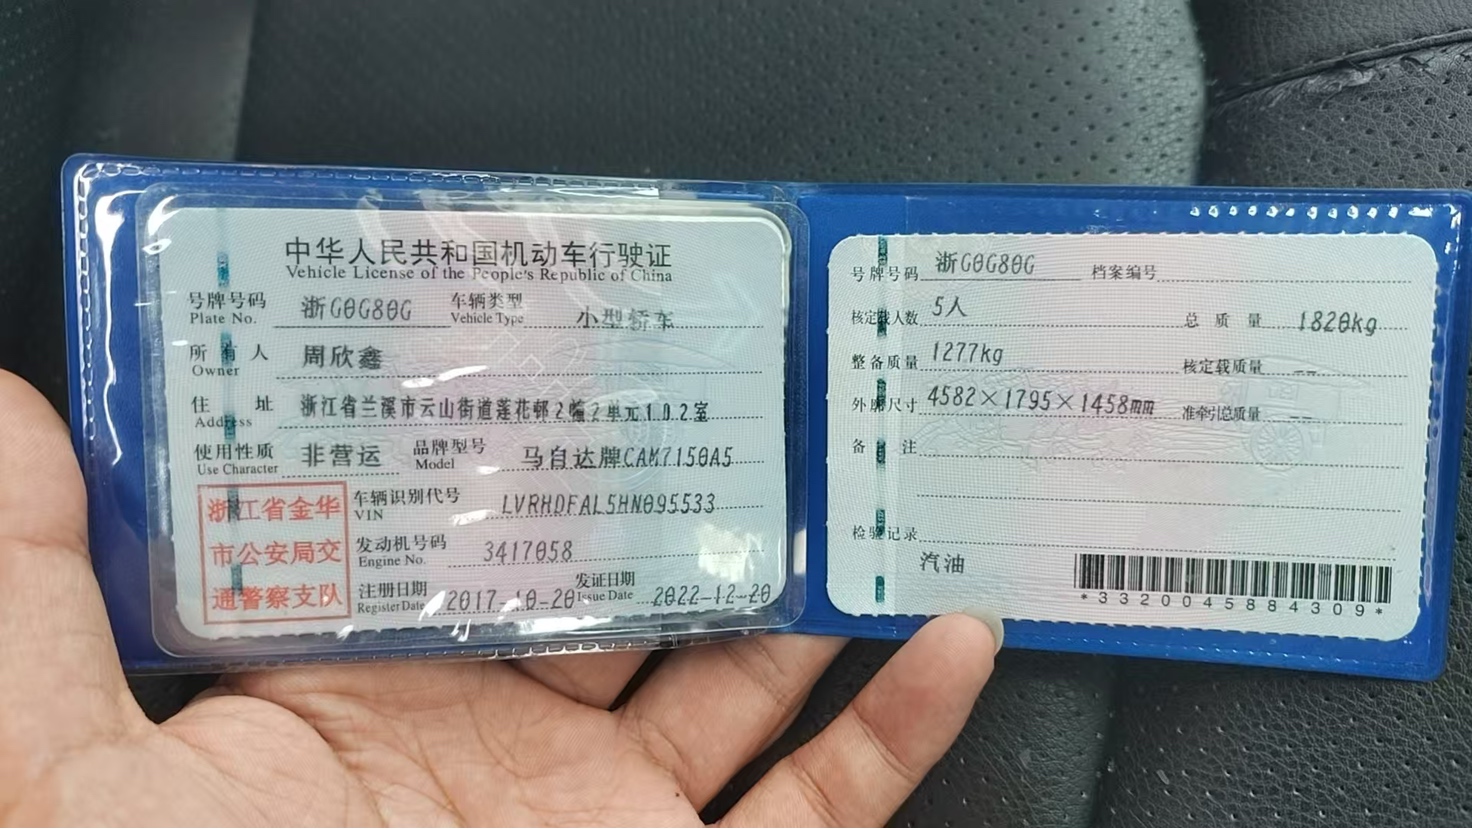 中华人民共和国机动车行驶证
Vehicle License of the People's Republic of China
号牌号码 浙G0G80G 车辆类型 小型轿车
Plate No. Vehicle Type
所有人 周欣鑫
Owner
住址 浙江省兰溪市云山街道莲花邨2幢2单元102室
Address
使用性质 非营运 品牌型号 马自达牌CAM7150A5
Use Character Model
浙江省金华
市公安局交
通警察支队
车辆识别代号 LVRHDFAL5HN095533
VIN
发动机号码 3417058
Engine No.
注册日期 2017-10-20 发证日期 2022-12-20
Register Date Issue Date
号牌号码 浙G0G80G 档案编号
核定载人数 5人 总质量 1820kg
整备质量 1277kg 核定载质量 --
外廓尺寸 4582×1795×1458mm 准牵引总质量 --
备注
检验记录
汽油
*3320045884309*